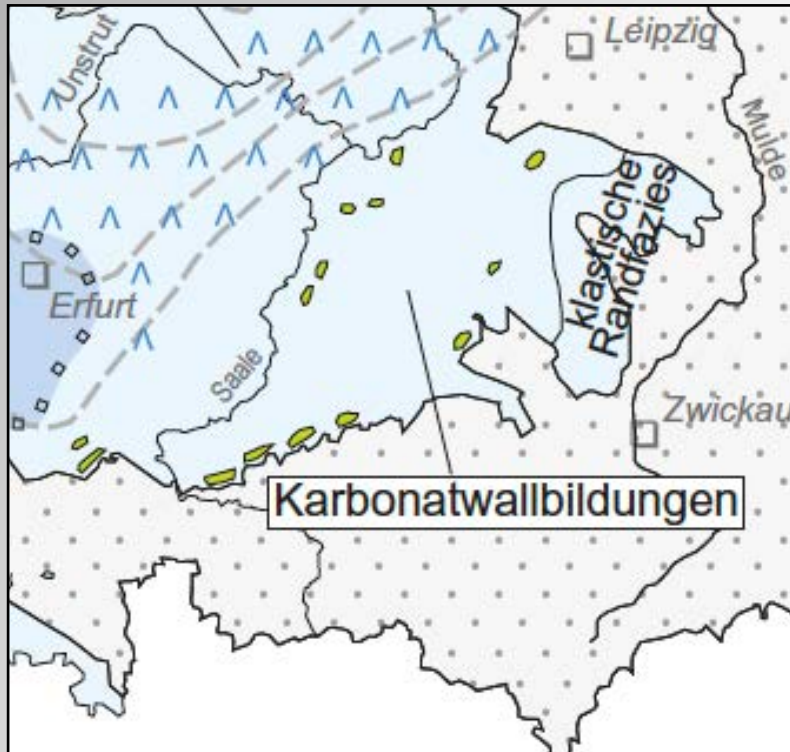 Unstrut
Leipzig
Mulde
klastische
Randfazies
Erfurt
Saale
Zwickau
Karbonatwallbildungen